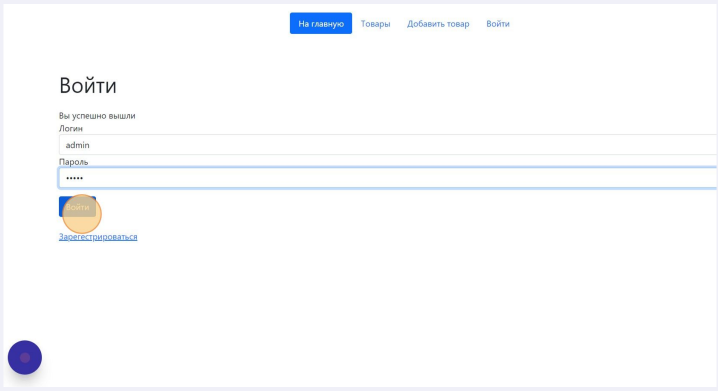 На главную Товары Добавить товар Войти
Войти
Вы успешно вышли
Логин
admin
Пароль
•••••
Войти
Зарегестрироваться